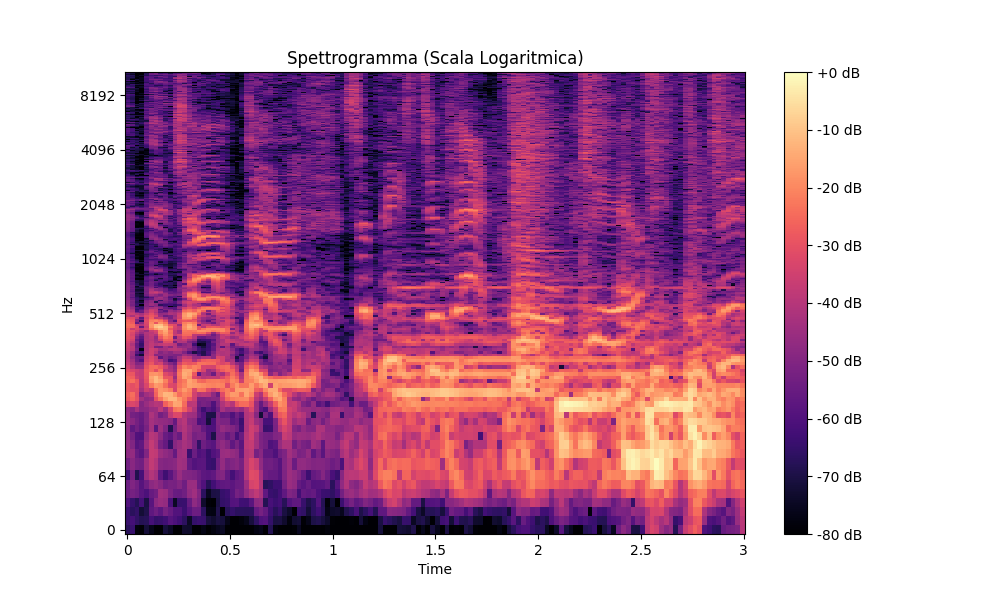 Spettrogramma (Scala Logaritmica)
8192
4096
2048
1024
512
256
128
64
0
Hz
0
0.5
1
1.5
2
2.5
3
Time
+0 dB
-10 dB
-20 dB
-30 dB
-40 dB
-50 dB
-60 dB
-70 dB
-80 dB